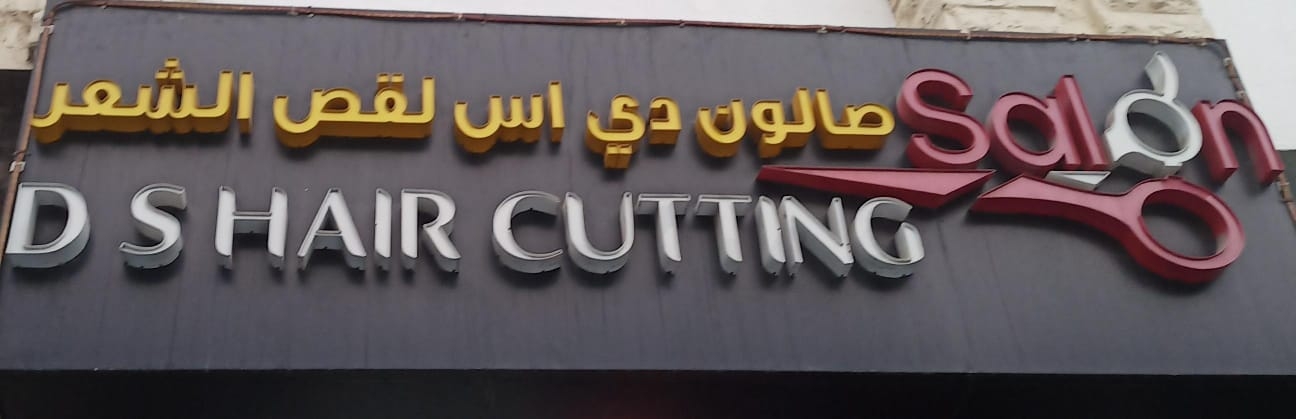 صالون دي اس لقص الشعر
Salon
D S HAIR CUTTING